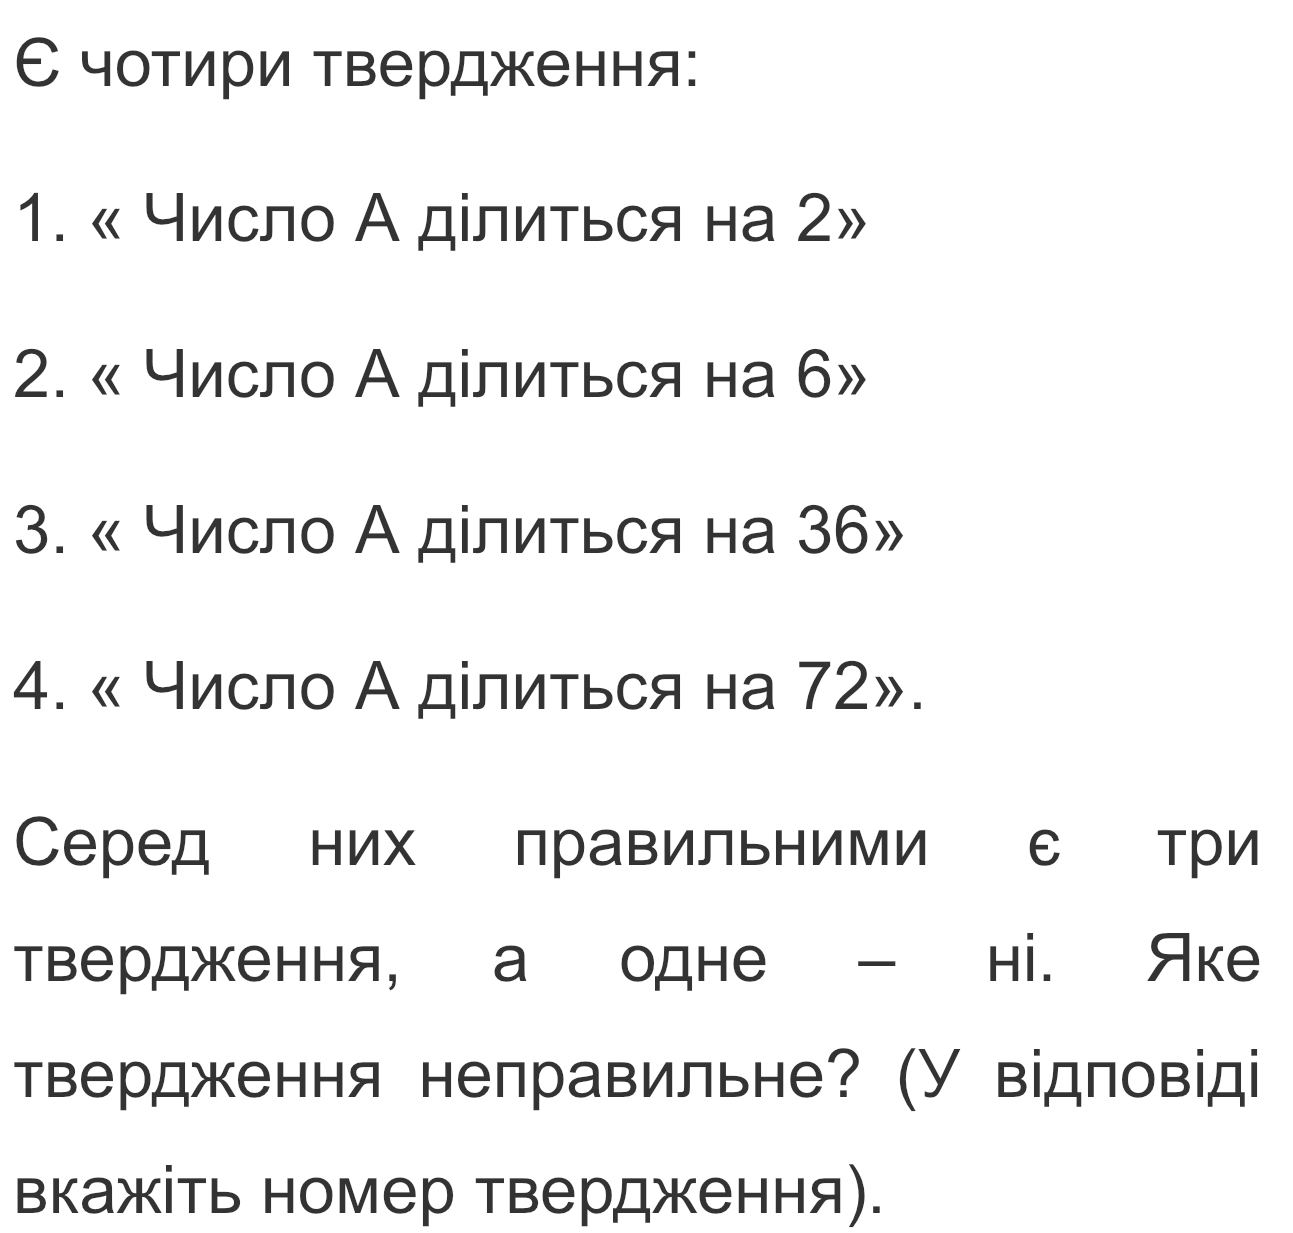 Є чотири твердження:
1. « Число А ділиться на 2»
2. « Число А ділиться на 6»
3. « Число А ділиться на 36»
4. « Число А ділиться на 72».
Серед них правильними є три
твердження, а одне – ні. Яке
твердження неправильне? (У відповіді
вкажіть номер твердження).